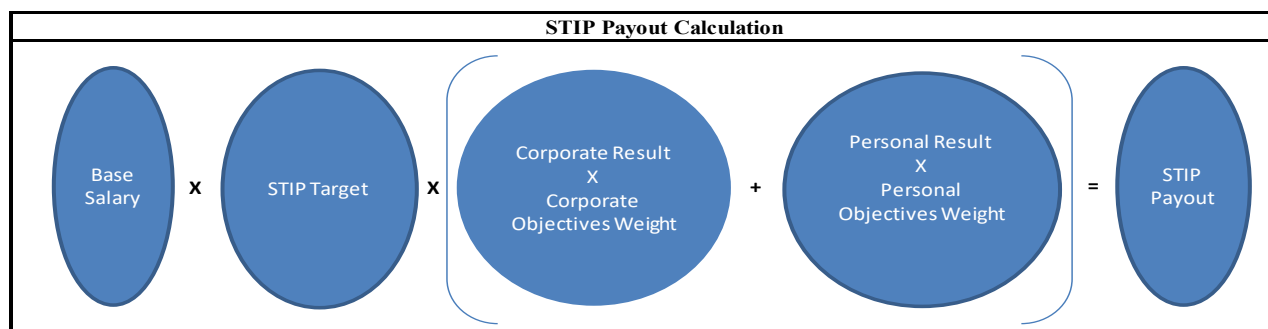 STIP Payout Calculation
Base
Salary
X
STIP Target
X
Corporate Result
X
Corporate
Objectives Weight
+
Personal Result
X
Personal
Objectives Weight
=
STIP
Payout